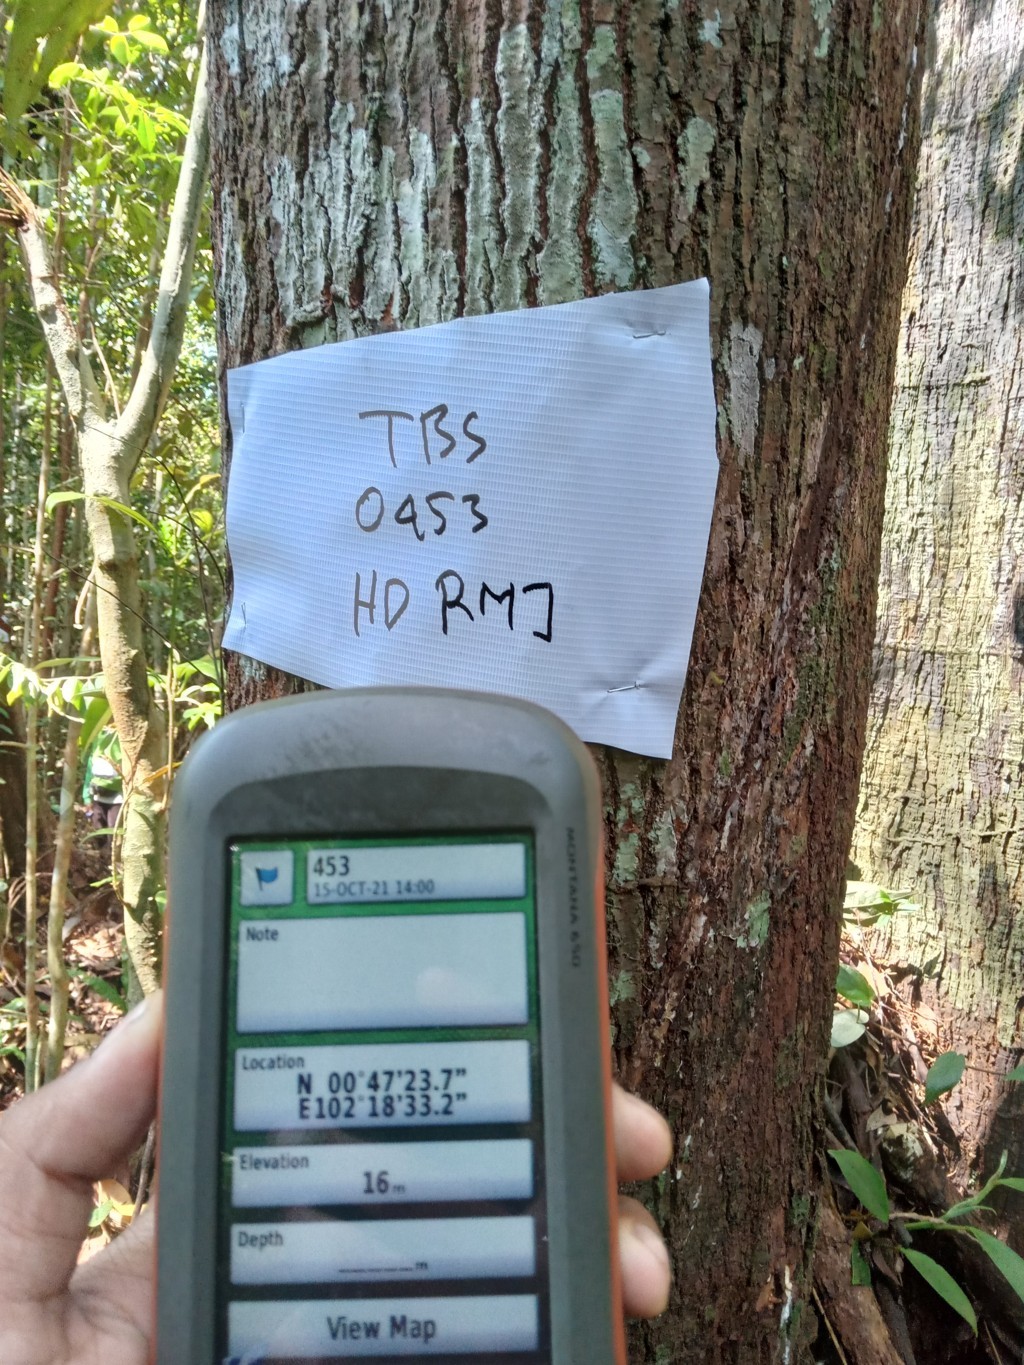 TBS
0453
HD RMJ
MONTANA 650
453
15-OCT-21 14:00
Note
Location
N 00°47'23.7"
E102°18'33.2"
Elevation
16 m
Depth
_____m
View Map